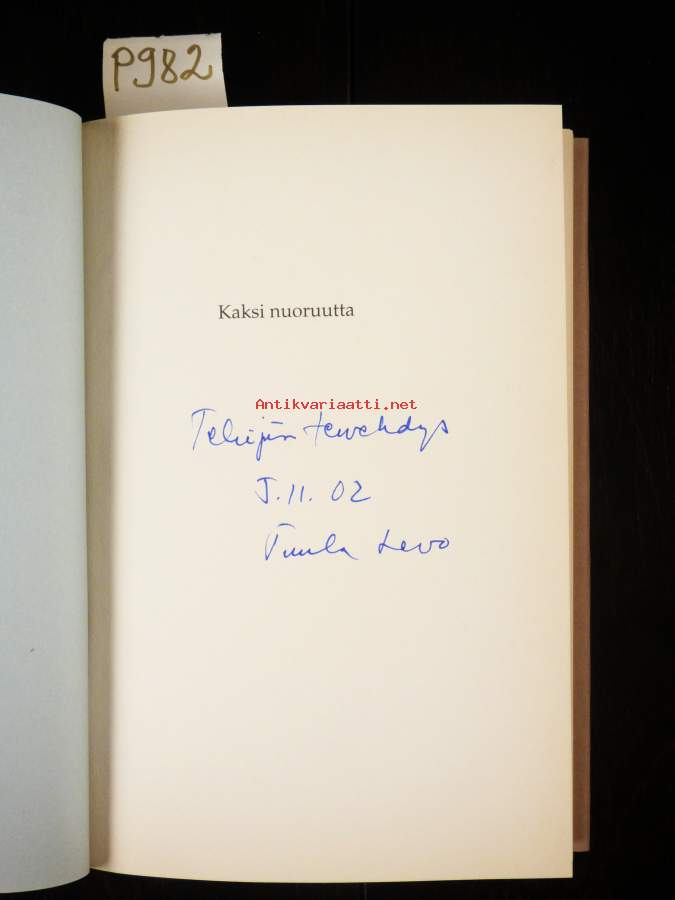 P982
Kaksi nuoruutta
Antikvariaatti.net
Tekijän tervehdys
5.11.02
Tuula Levo